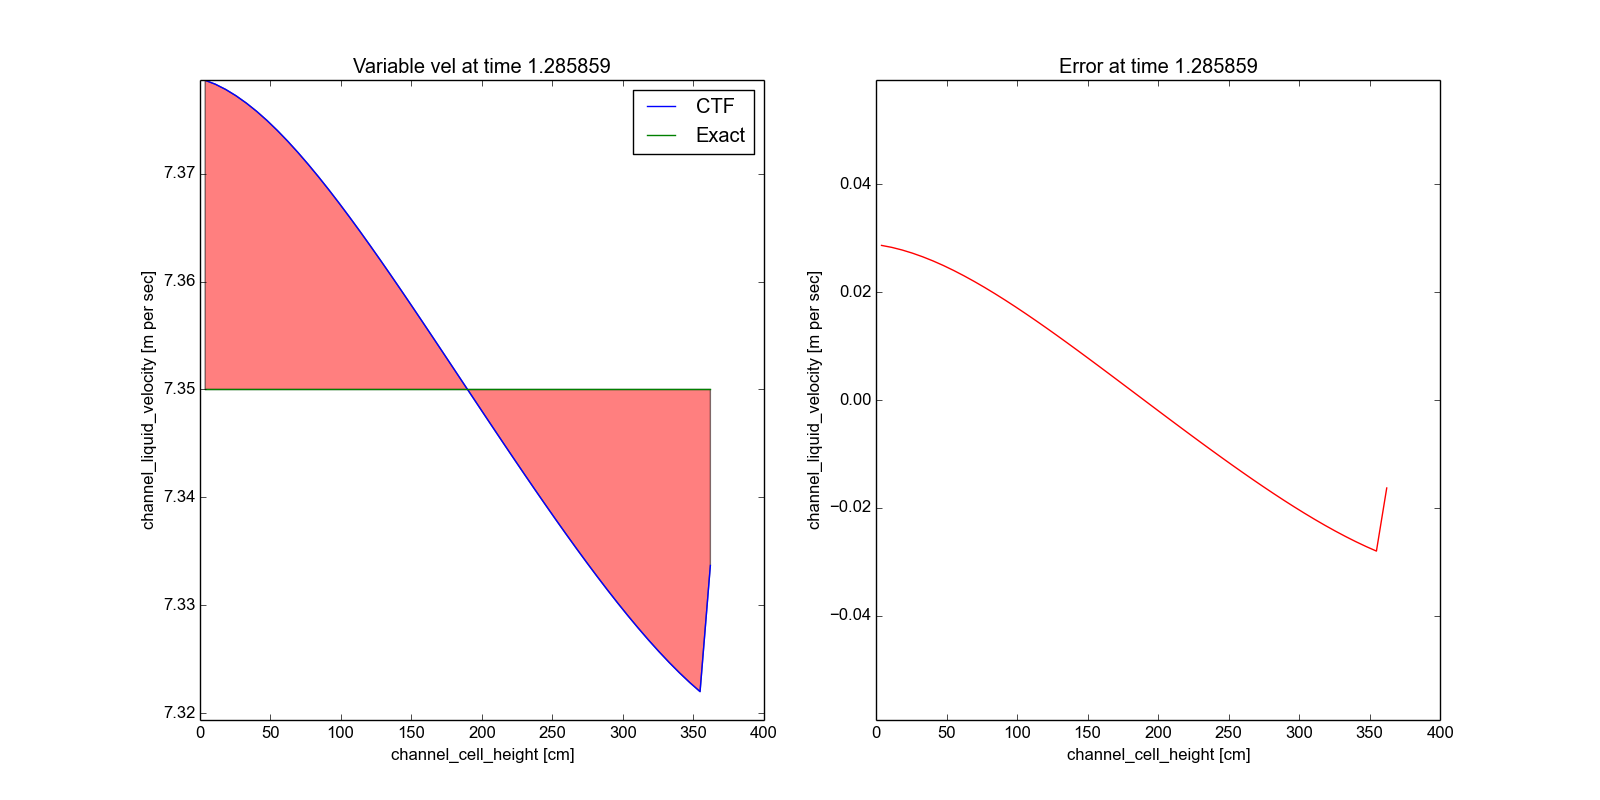 Variable vel at time 1.285859
CTF
Exact
7.37
7.36
7.35
7.34
7.33
7.32
channel_liquid_velocity [m per sec]
0 50 100 150 200 250 300 350 400
channel_cell_height [cm]
Error at time 1.285859
0.04
0.02
0.00
−0.02
−0.04
channel_liquid_velocity [m per sec]
0 50 100 150 200 250 300 350 400
channel_cell_height [cm]